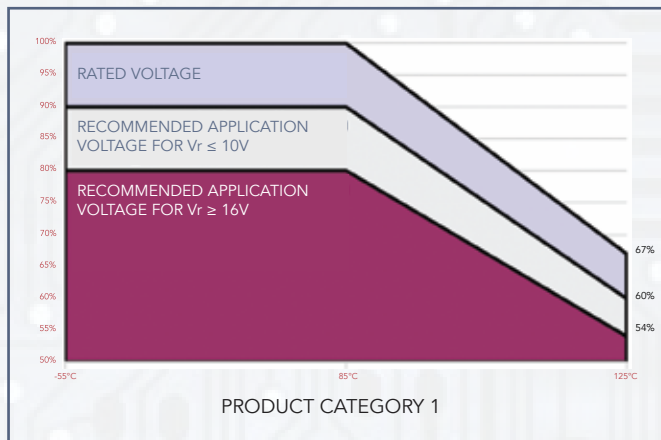 100%
95%
90%
85%
80%
75%
70%
65%
60%
55%
50%
RATED VOLTAGE
RECOMMENDED APPLICATION
VOLTAGE FOR Vr ≤ 10V
RECOMMENDED APPLICATION
VOLTAGE FOR Vr ≥ 16V
67%
60%
54%
-55°C
85°C
125°C
PRODUCT CATEGORY 1